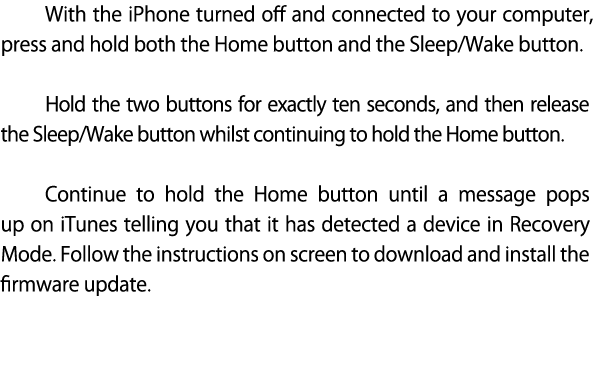 With the iPhone turned off and connected to your computer,
press and hold both the Home button and the Sleep/Wake button.
Hold the two buttons for exactly ten seconds, and then release
the Sleep/Wake button whilst continuing to hold the Home button.
Continue to hold the Home button until a message pops
up on iTunes telling you that it has detected a device in Recovery
Mode. Follow the instructions on screen to download and install the
firmware update.